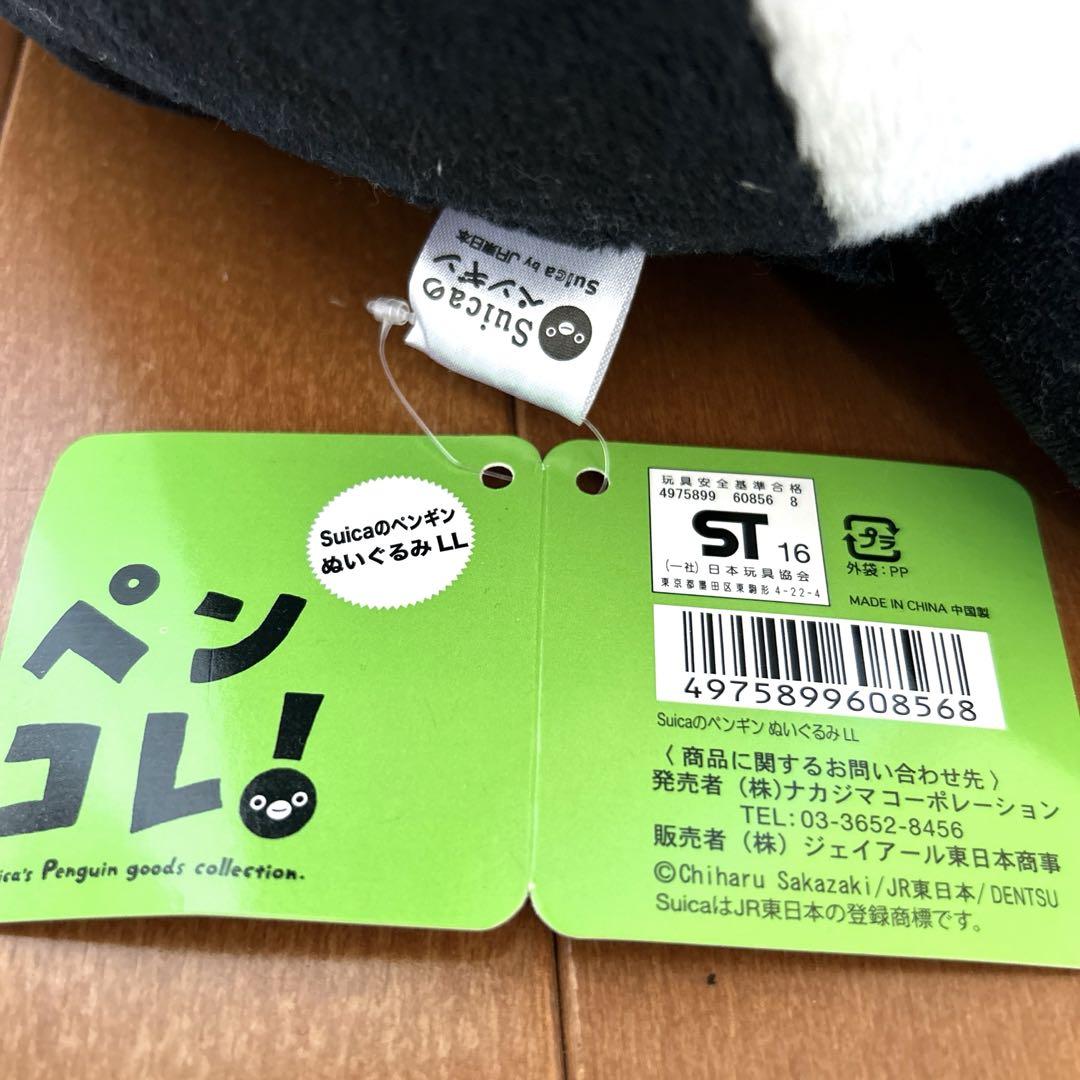 Suicaの
ペンギン
Suica by JR東日本
Suicaのペンギン
ぬいぐるみ LL
ペン
コレ!
Penguin goods collection.
玩具安全基準合格
4975899 60856 8
ST 16
(一社)日本玩具協会
東京都墨田区東駒形4-22-4
プラ
外袋:PP
MADE IN CHINA 中国製
4975899608568
Suicaのペンギン ぬいぐるみ LL
〈 商品に関するお問い合わせ先 〉
発売者 (株)ナカジマコーポレーション
TEL:03-3652-8456
販売者 (株) ジェイアール東日本商事
©Chiharu Sakazaki/JR東日本/DENTSU
SuicaはJR東日本の登録商標です。